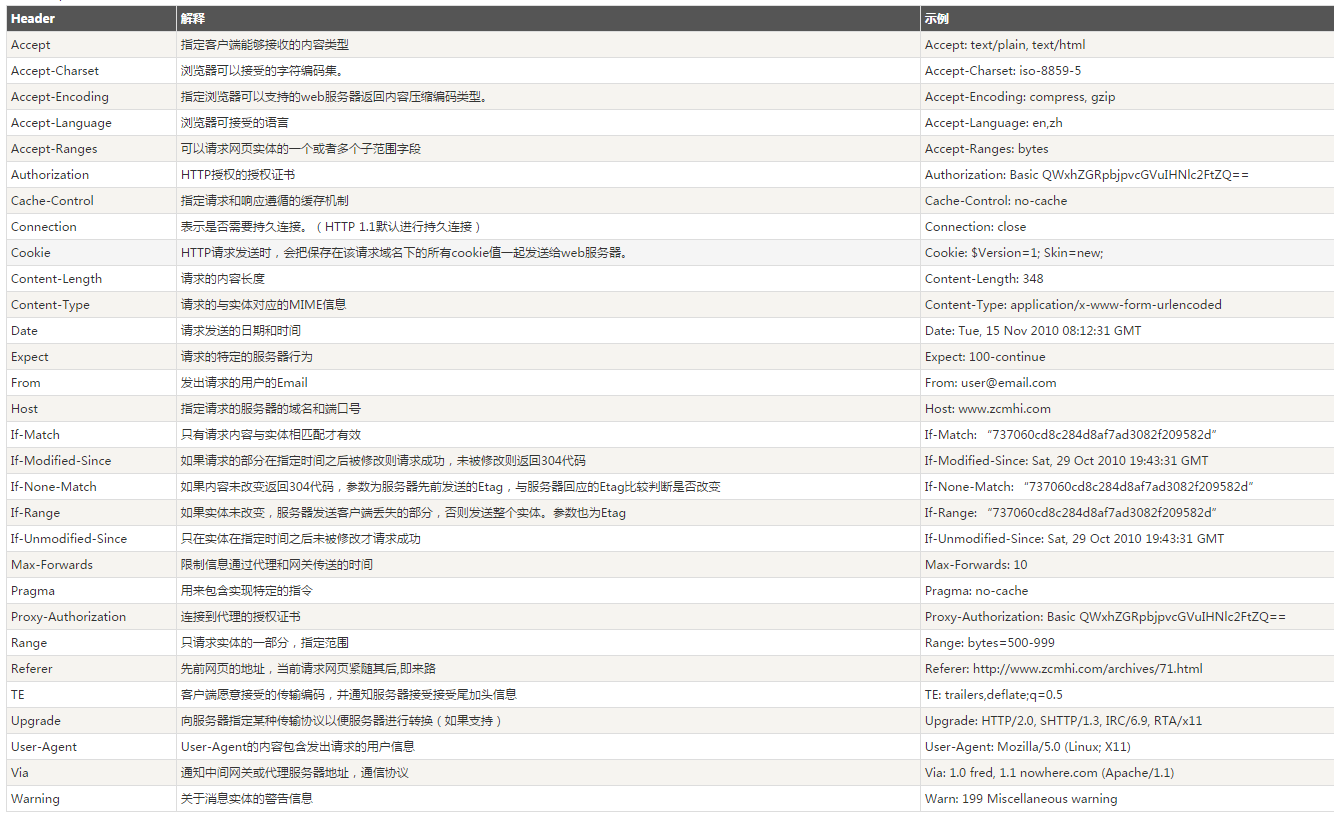 Header 解释 示例
Accept 指定客户端能够接收的内容类型 Accept: text/plain, text/html
Accept-Charset 浏览器可以接受的字符编码集。 Accept-Charset: iso-8859-5
Accept-Encoding 指定浏览器可以支持的web服务器返回内容压缩编码类型。 Accept-Encoding: compress, gzip
Accept-Language 浏览器可接受的语言 Accept-Language: en,zh
Accept-Ranges 可以请求网页实体的一个或者多个子范围字段 Accept-Ranges: bytes
Authorization HTTP授权的授权证书 Authorization: Basic QWxhZGRpbjpvcGVuIHNlc2FtZQ==
Cache-Control 指定请求和响应遵循的缓存机制 Cache-Control: no-cache
Connection 表示是否需要持久连接。（HTTP 1.1默认进行持久连接） Connection: close
Cookie HTTP请求发送时，会把保存在该请求域名下的所有cookie值一起发送给web服务器。 Cookie: $Version=1; Skin=new;
Content-Length 请求的内容长度 Content-Length: 348
Content-Type 请求的与实体对应的MIME信息 Content-Type: application/x-www-form-urlencoded
Date 请求发送的日期和时间 Date: Tue, 15 Nov 2010 08:12:31 GMT
Expect 请求的特定的服务器行为 Expect: 100-continue
From 发出请求的用户的Email From: user@email.com
Host 指定请求的服务器的域名和端口号 Host: www.zcmhi.com
If-Match 只有请求内容与实体相匹配才有效 If-Match: “737060cd8c284d8af7ad3082f209582d”
If-Modified-Since 如果请求的部分在指定时间之后被修改则请求成功，未被修改则返回304代码 If-Modified-Since: Sat, 29 Oct 2010 19:43:31 GMT
If-None-Match 如果内容未改变返回304代码，参数为服务器先前发送的Etag，与服务器回应的Etag比较判断是否改变 If-None-Match: “737060cd8c284d8af7ad3082f209582d”
If-Range 如果实体未改变，服务器发送客户端丢失的部分，否则发送整个实体。参数也为Etag If-Range: “737060cd8c284d8af7ad3082f209582d”
If-Unmodified-Since 只在实体在指定时间之后未被修改才请求成功 If-Unmodified-Since: Sat, 29 Oct 2010 19:43:31 GMT
Max-Forwards 限制信息通过代理和网关传送的时间 Max-Forwards: 10
Pragma 用来包含实现特定的指令 Pragma: no-cache
Proxy-Authorization 连接到代理的授权证书 Proxy-Authorization: Basic QWxhZGRpbjpvcGVuIHNlc2FtZQ==
Range 只请求实体的一部分，指定范围 Range: bytes=500-999
Referer 先前网页的地址，当前请求网页紧随其后,即来路 Referer: http://www.zcmhi.com/archives/71.html
TE 客户端愿意接受的传输编码，并通知服务器接受接受尾加头信息 TE: trailers,deflate;q=0.5
Upgrade 向服务器指定某种传输协议以便服务器进行转换（如果支持） Upgrade: HTTP/2.0, SHTTP/1.3, IRC/6.9, RTA/x11
User-Agent User-Agent的内容包含发出请求的用户信息 User-Agent: Mozilla/5.0 (Linux; X11)
Via 通知中间网关或代理服务器地址，通信协议 Via: 1.0 fred, 1.1 nowhere.com (Apache/1.1)
Warning 关于消息实体的警告信息 Warn: 199 Miscellaneous warning